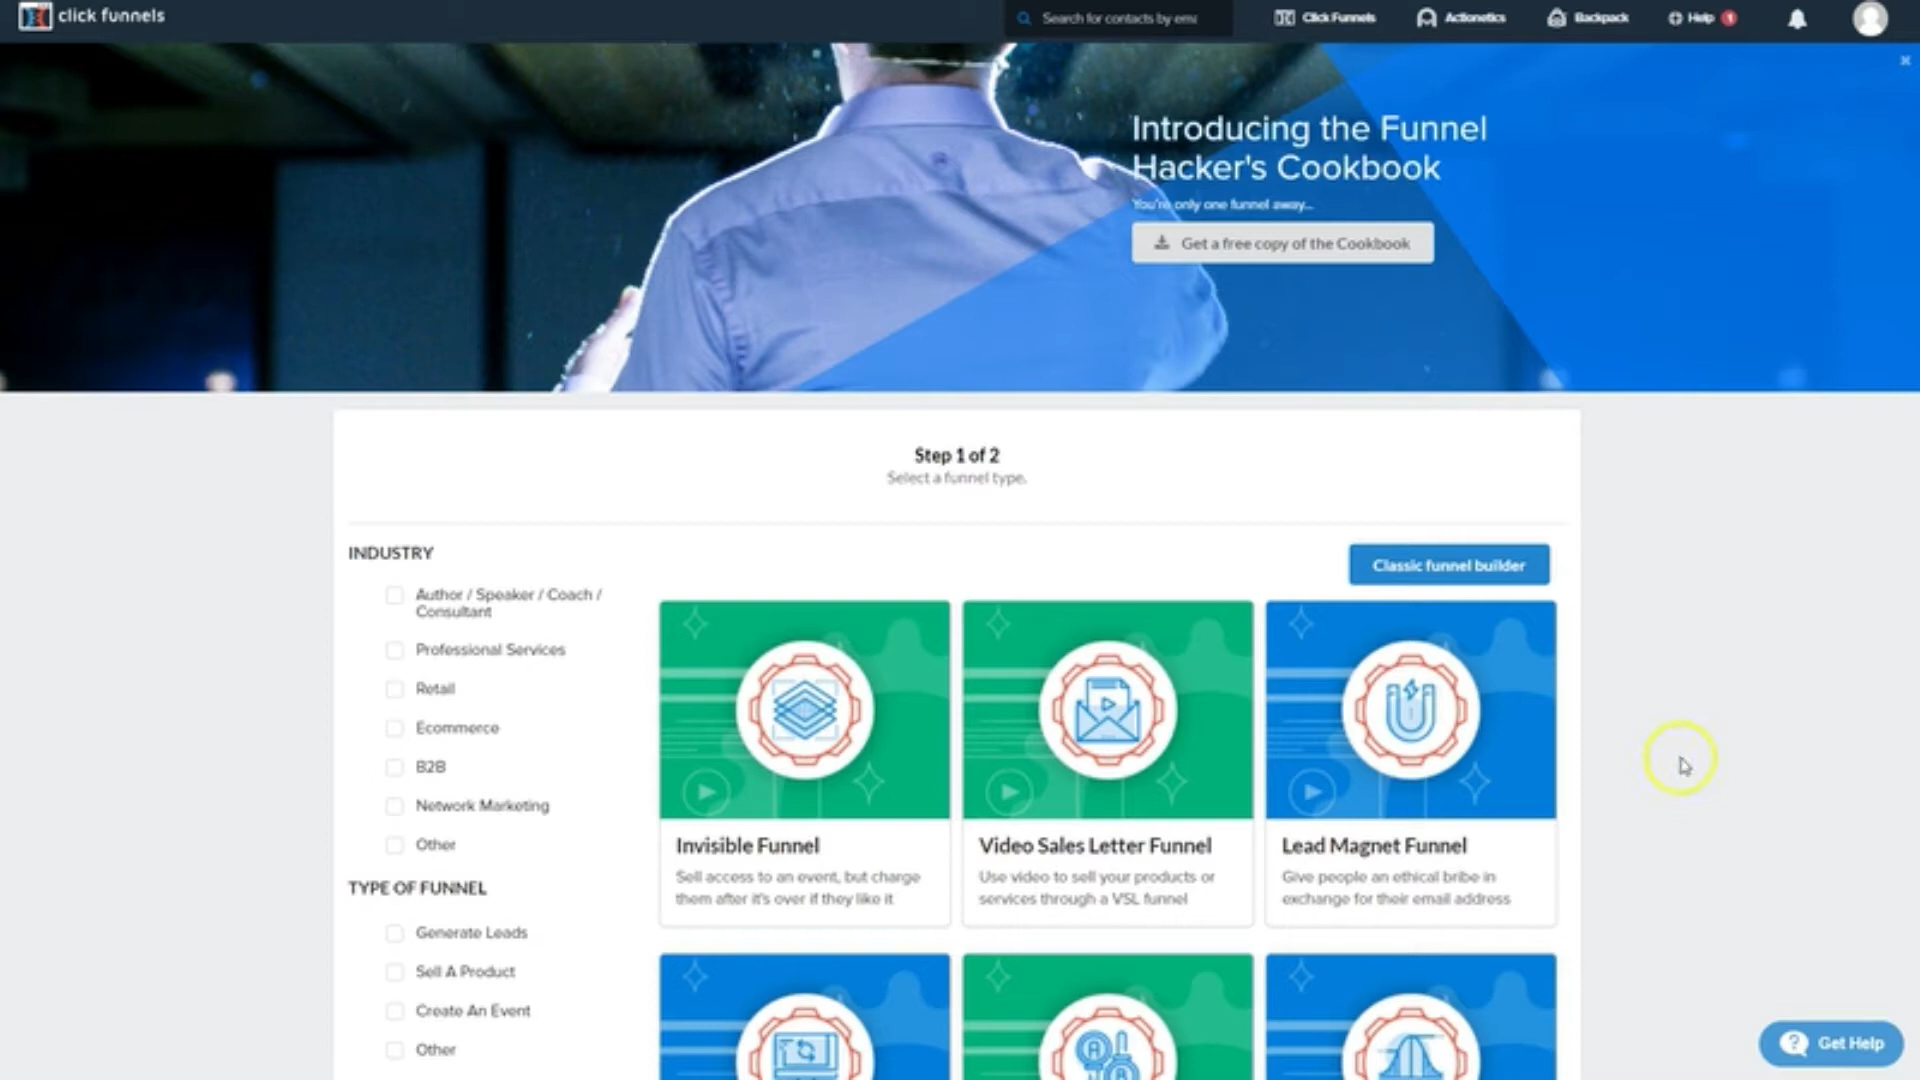 click funnels
Search for contacts by ema
Click Funnels
Actionetics
Backpack
Help 1
Introducing the Funnel
Hacker's Cookbook
You're only one funnel away...
Get a free copy of the Cookbook
Step 1 of 2
Select a funnel type.
INDUSTRY
Classic funnel builder
Author / Speaker / Coach /
Consultant
Professional Services
Retail
Ecommerce
B2B
Network Marketing
Other
TYPE OF FUNNEL
Generate Leads
Sell A Product
Create An Event
Other
Invisible Funnel
Sell access to an event, but charge
them after it's over if they like it
Video Sales Letter Funnel
Use video to sell your products or
services through a VSL funnel
Lead Magnet Funnel
Give people an ethical bribe in
exchange for their email address
A
B
Get Help